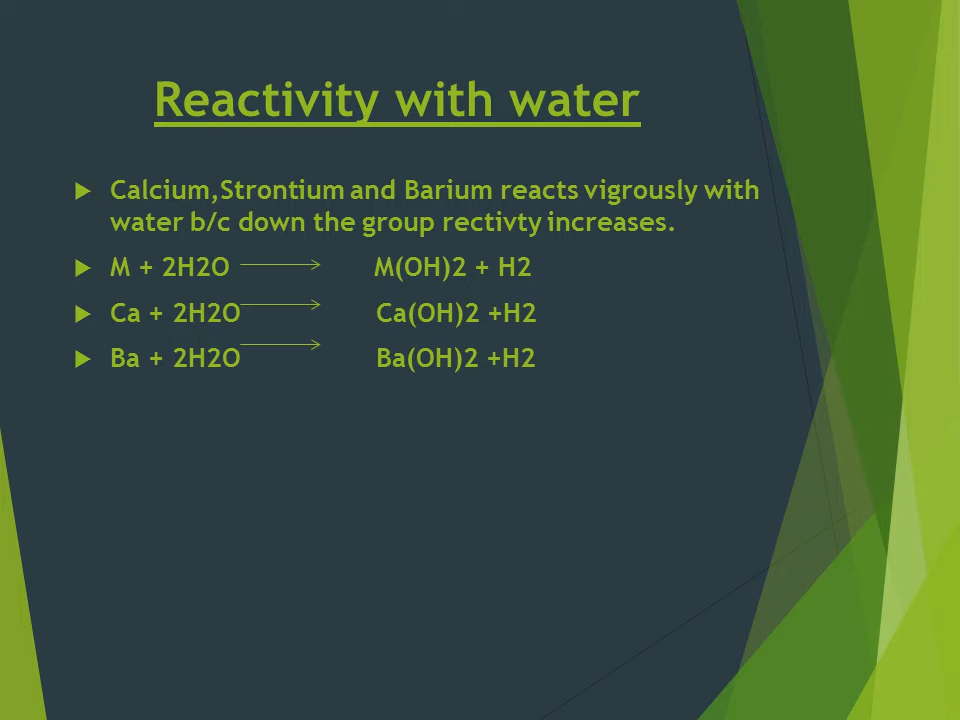 Reactivity with water
Calcium,Strontium and Barium reacts vigrously with
water b/c down the group rectivty increases.
M + 2H2O M(OH)2 + H2
Ca + 2H2O Ca(OH)2 +H2
Ba + 2H2O Ba(OH)2 +H2